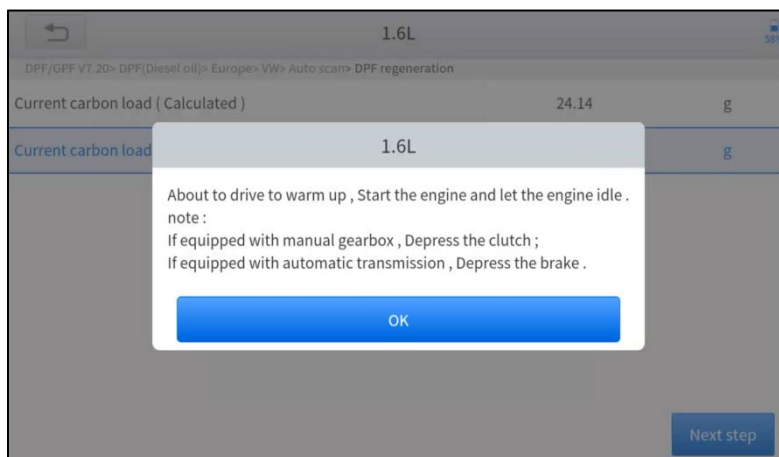 1.6L
58%
DPF/GPF V7.20> DPF(Diesel oil)> Europe> VW> Auto scan> DPF regeneration
Current carbon load ( Calculated )	24.14	g
Current carbon load	g
1.6L
About to drive to warm up , Start the engine and let the engine idle .
note :
If equipped with manual gearbox , Depress the clutch ;
If equipped with automatic transmission , Depress the brake .
OK
Next step